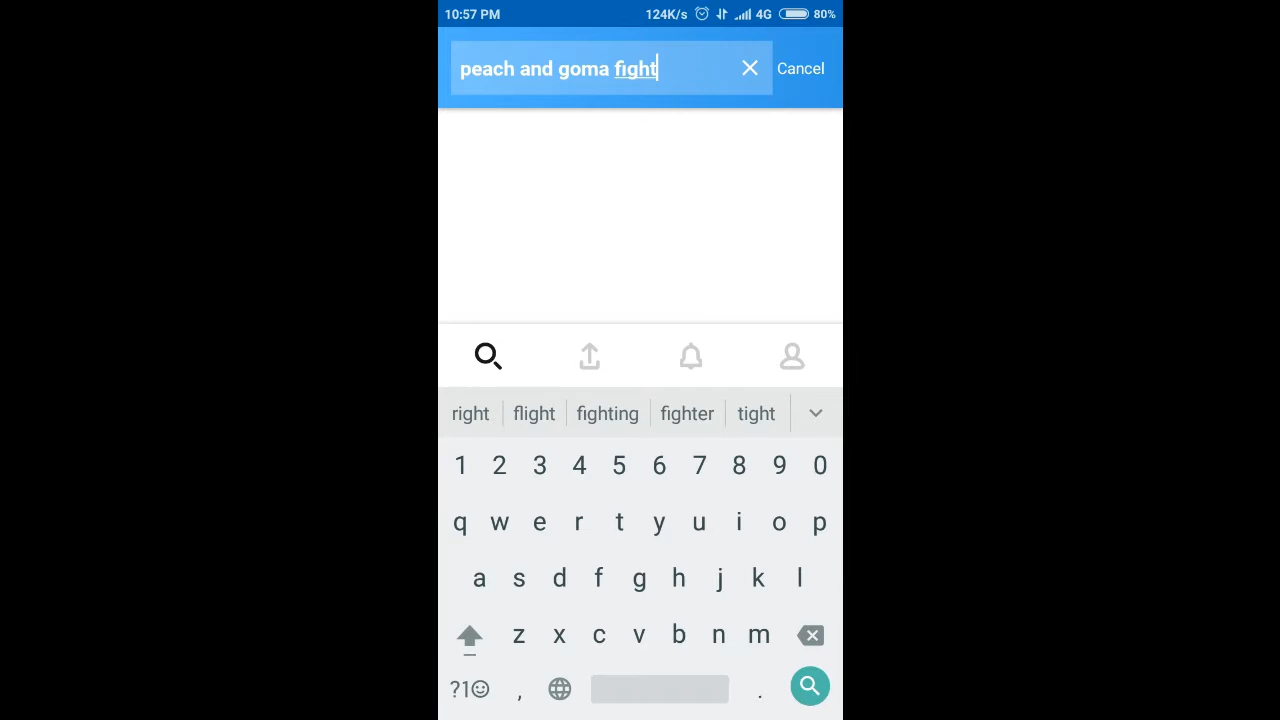 10:57 PM 124K/s 4G 80%
peach and goma fight Cancel
right flight fighting fighter tight
1 2 3 4 5 6 7 8 9 0
q w e r t y u i o p
a s d f g h j k l
z x c v b n m
?1☺ , .